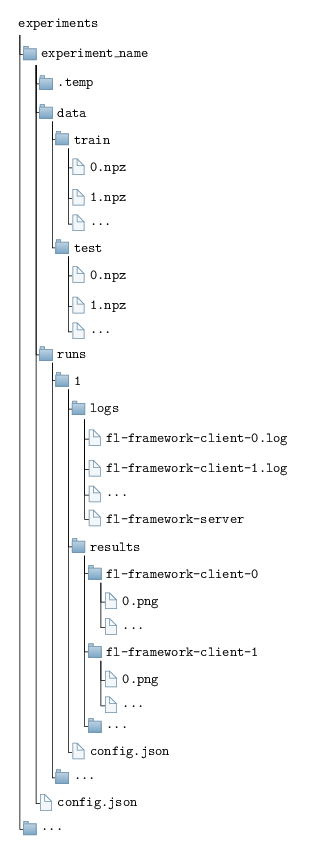 experiments
experiment_name
.temp
data
train
0.npz
1.npz
...
test
0.npz
1.npz
...
runs
1
logs
fl-framework-client-0.log
fl-framework-client-1.log
...
fl-framework-server
results
fl-framework-client-0
0.png
...
fl-framework-client-1
0.png
...
...
config.json
...
config.json
...